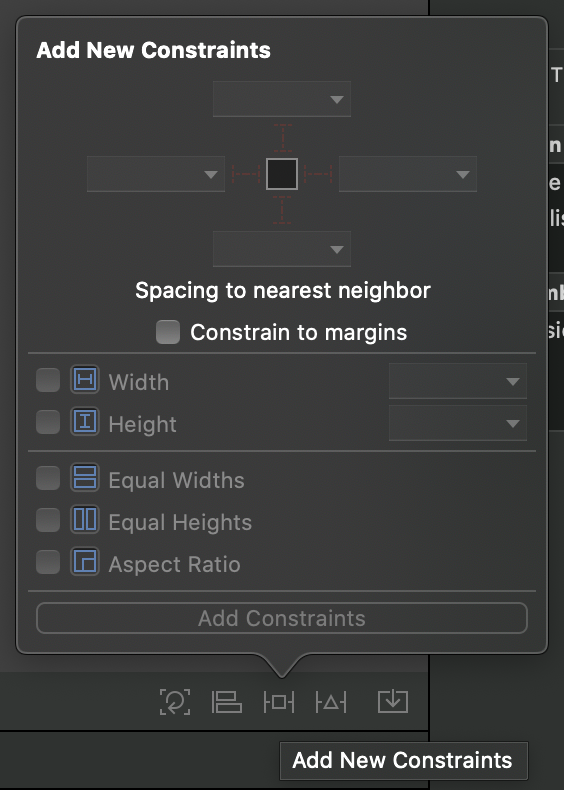 Add New Constraints
Spacing to nearest neighbor
Constrain to margins
Width
Height
Equal Widths
Equal Heights
Aspect Ratio
Add Constraints
Add New Constraints